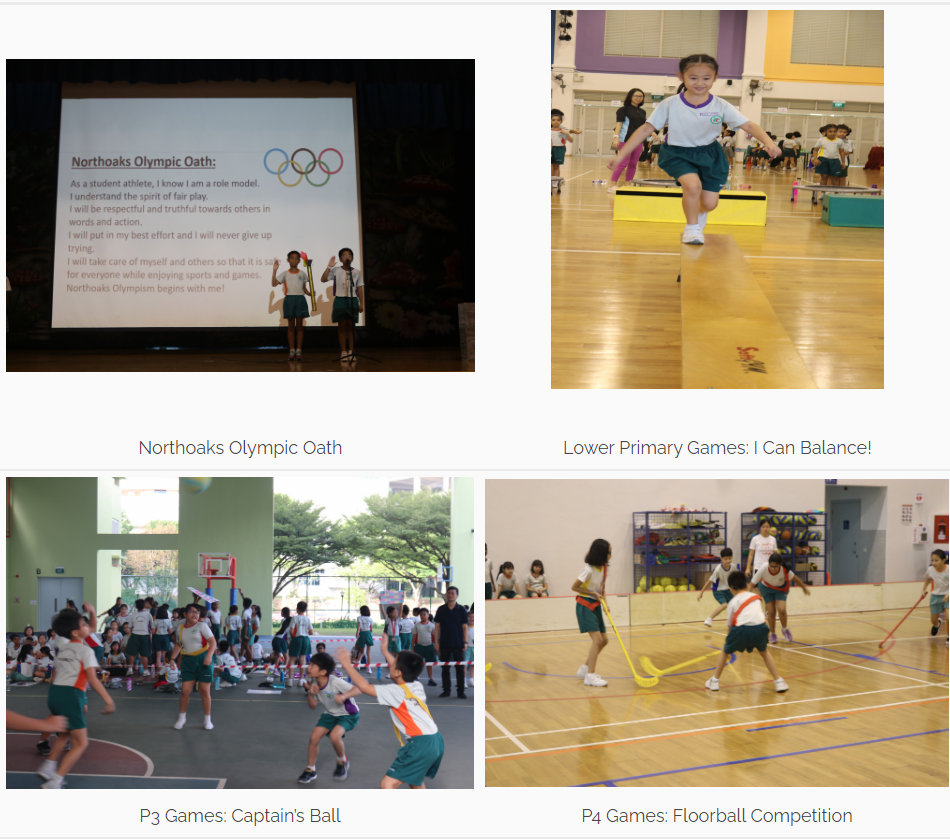 Northoaks Olympic Oath:
As a student athlete, I know I am a role model.
I understand the spirit of fair play.
I will be respectful and truthful towards others in
words and action.
I will put in my best effort and I will never give up
trying.
I will take care of myself and others so that it is safe
for everyone while enjoying sports and games.
Northoaks Olympism begins with me!
Northoaks Olympic Oath
Lower Primary Games: I Can Balance!
B
P3 Games: Captain’s Ball
P4 Games: Floorball Competition